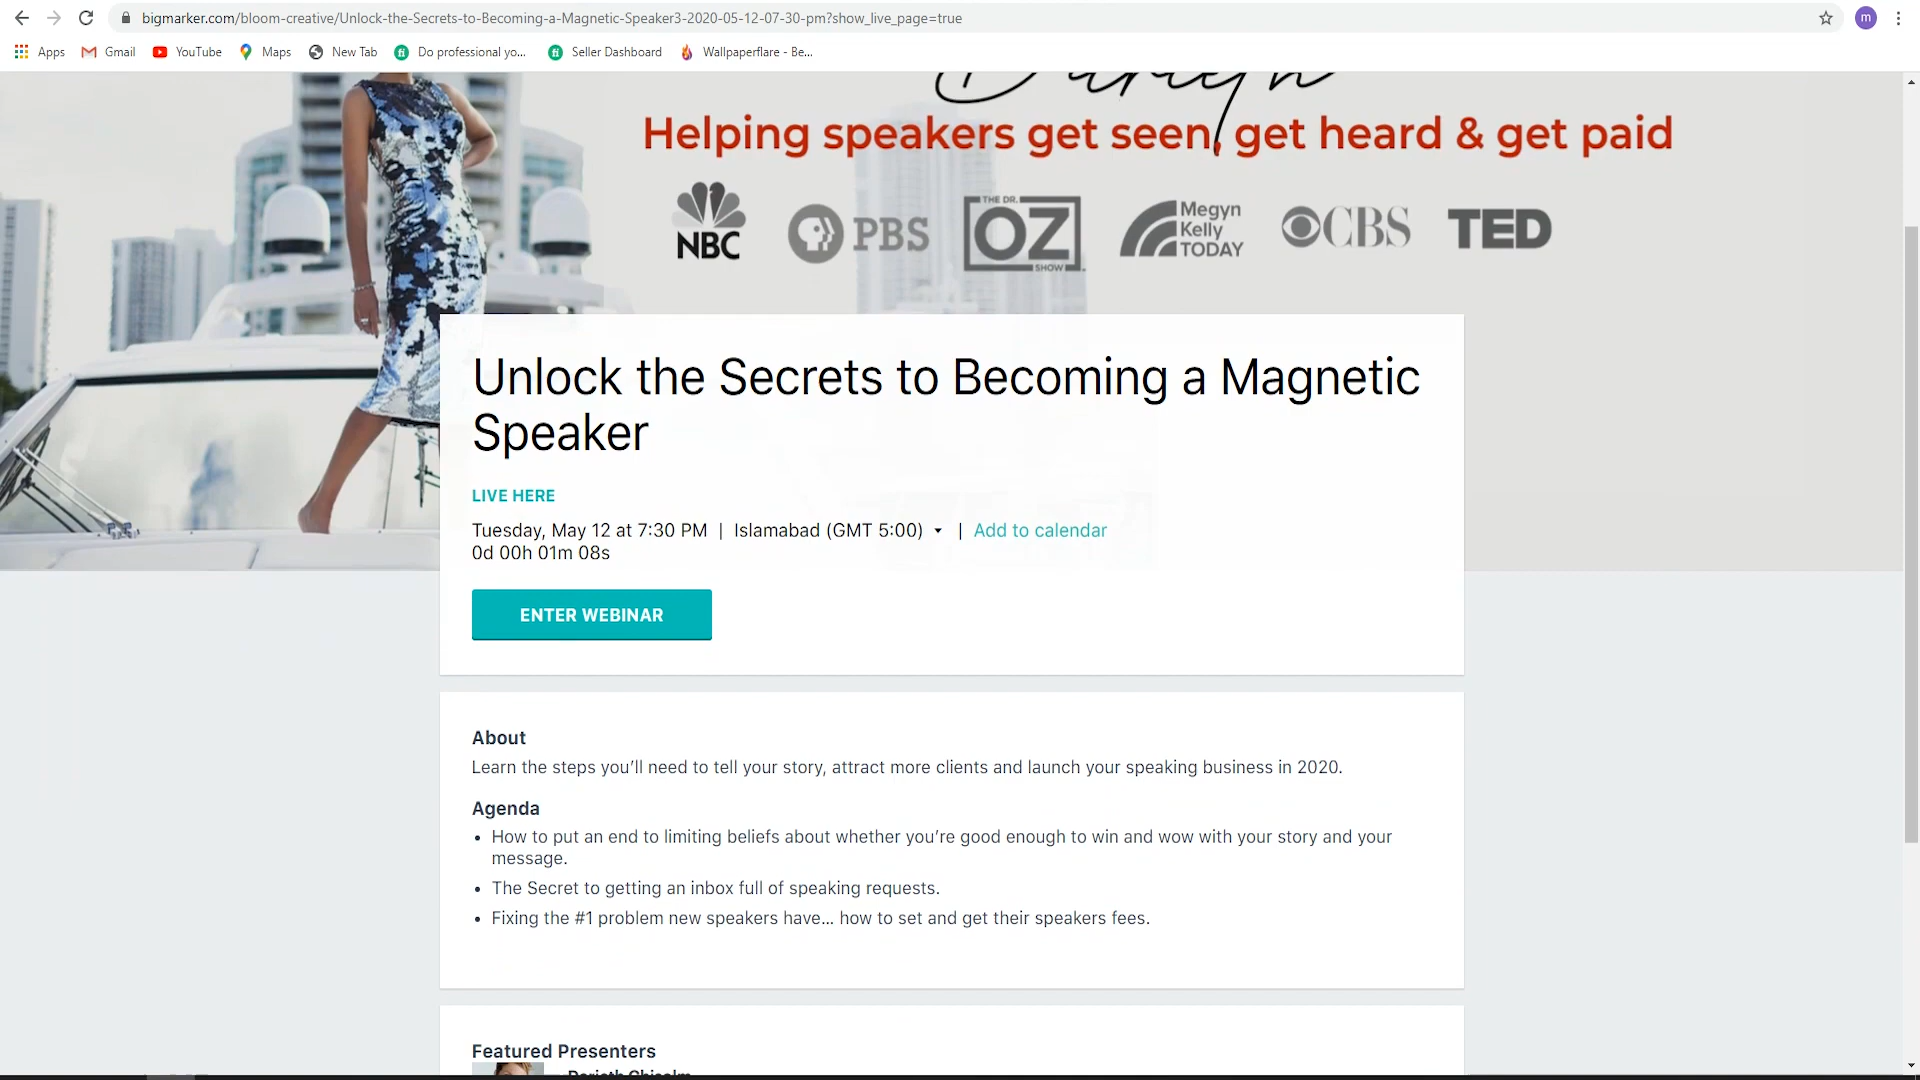 bigmarker.com/bloom-creative/Unlock-the-Secrets-to-Becoming-a-Magnetic-Speaker3-2020-05-12-07-30-pm?show_live_page=true
m
Apps
Gmail
YouTube
Maps
New Tab
Do professional yo...
Seller Dashboard
Wallpaperflare - Be...
Helping speakers get seen, get heard & get paid
NBC
PBS
THE DR. OZ SHOW
Megyn Kelly TODAY
CBS
TED
Unlock the Secrets to Becoming a Magnetic
Speaker
LIVE HERE
Tuesday, May 12 at 7:30 PM | Islamabad (GMT 5:00) | Add to calendar
0d 00h 01m 08s
ENTER WEBINAR
About
Learn the steps you’ll need to tell your story, attract more clients and launch your speaking business in 2020.
Agenda
• How to put an end to limiting beliefs about whether you’re good enough to win and wow with your story and your
message.
• The Secret to getting an inbox full of speaking requests.
• Fixing the #1 problem new speakers have... how to set and get their speakers fees.
Featured Presenters